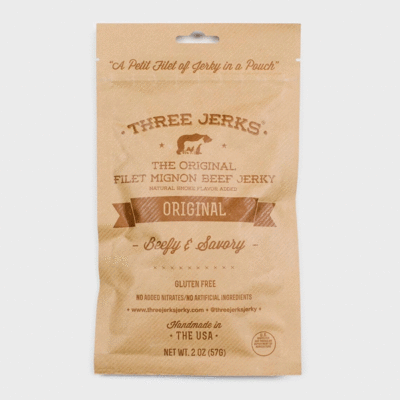 "A Petit Filet of Jerky in a Pouch"
THREE JERKS
THE ORIGINAL
FILET MIGNON BEEF JERKY
NATURAL SMOKE FLAVOR ADDED
ORIGINAL
- Beefy & Savory -
GLUTEN FREE
NO ADDED NITRATES/NO ARTIFICIAL INGREDIENTS
• www.threejerksjerky.com • @threejerksjerky •
Handmade in
• THE USA •
NET WT. 2 OZ (57G)